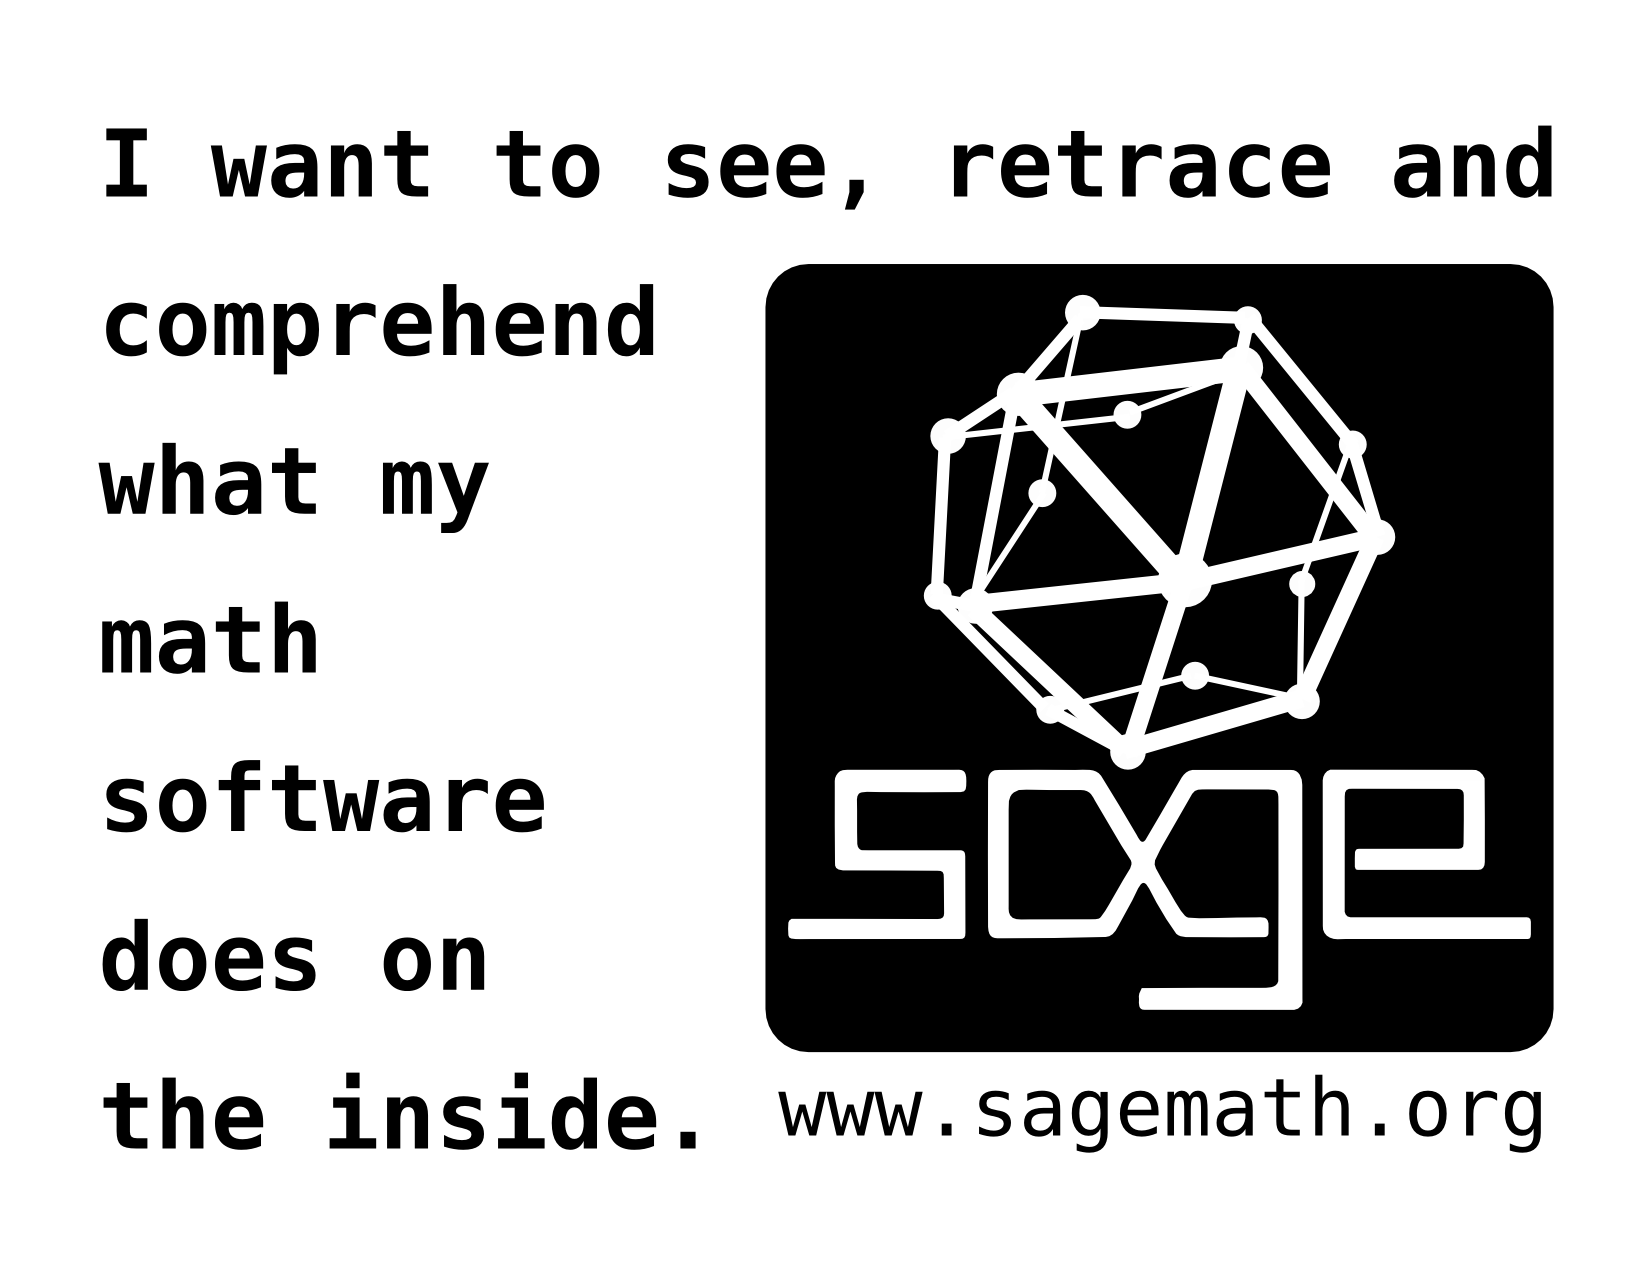 I want to see, retrace and
comprehend
what my
math
software
does on
the inside.
sage
www.sagemath.org